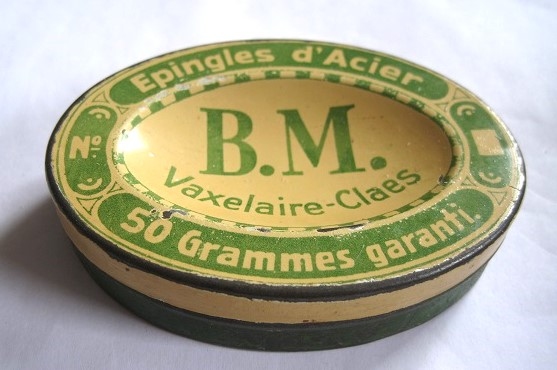 Epingles d'Acier
No.
B.M.
Vaxelaire-Claes
50 Grammes garanti.